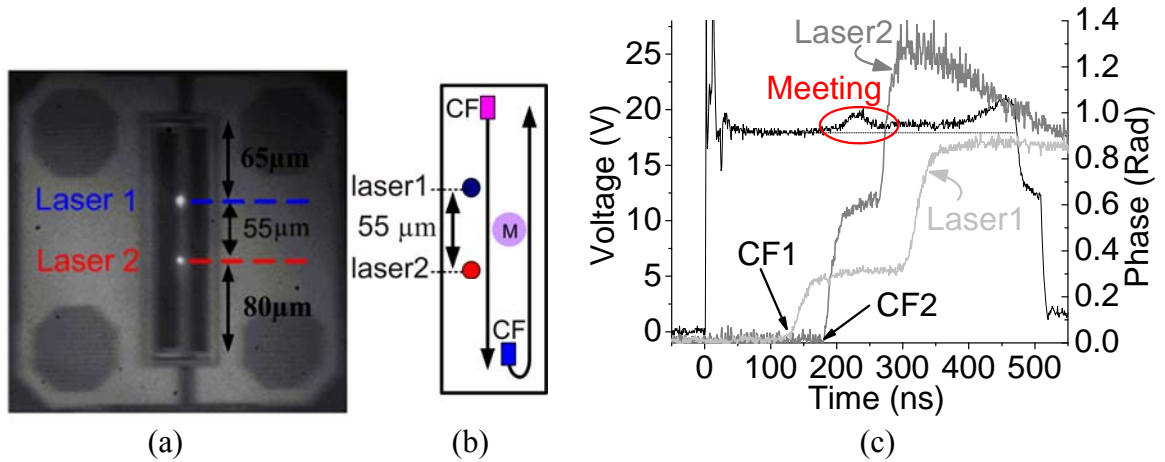 65µm
Laser 1
55µm
Laser 2
80µm
(a)
CF
laser1
55 µm
M
laser2
CF
(b)
Voltage (V)
25
20
15
10
5
0
Laser2
Meeting
Laser1
CF1
CF2
1.4
1.2
1.0
0.8
0.6
0.4
0.2
0.0
Phase (Rad)
0 100 200 300 400 500
Time (ns)
(c)